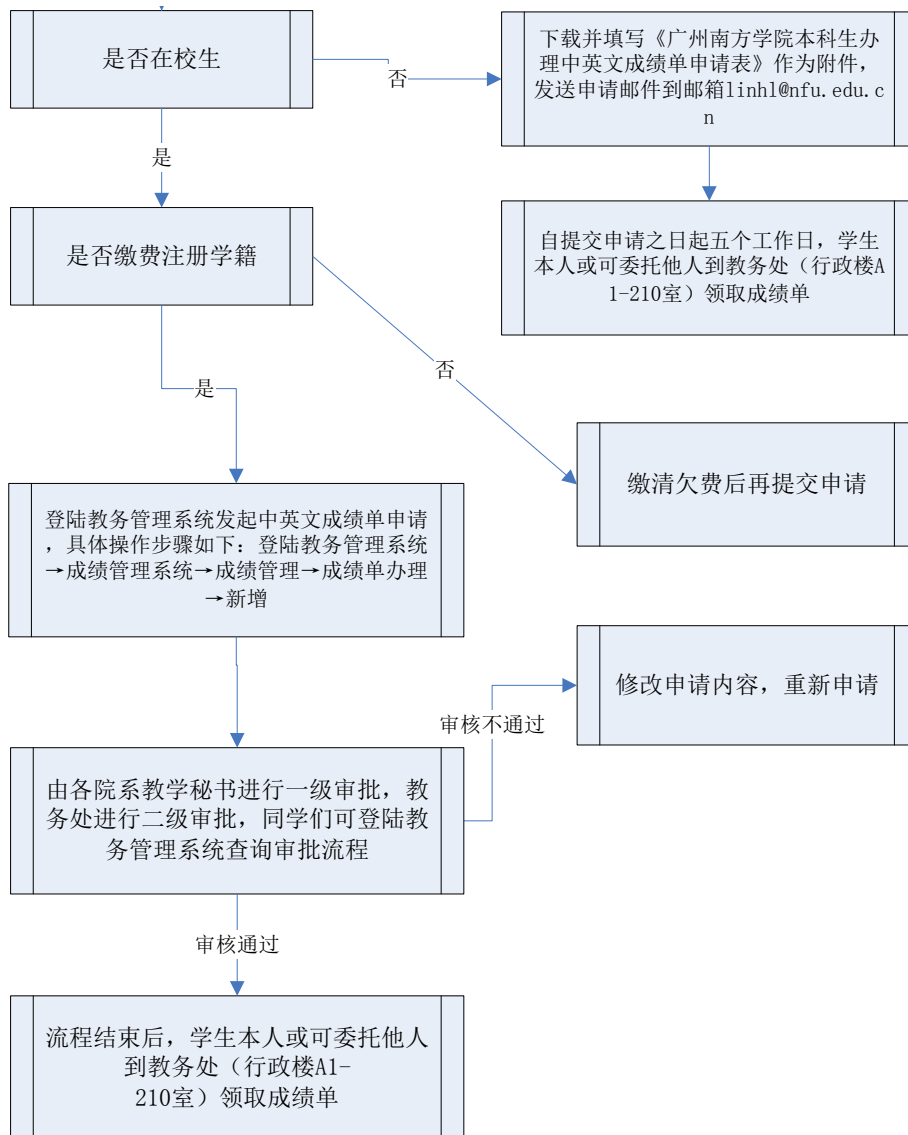 是否在校生
否
下载并填写《广州南方学院本科生办
理中英文成绩单申请表》作为附件，
发送申请邮件到邮箱linhl@nfu.edu.c
n
是
是否缴费注册学籍
自提交申请之日起五个工作日，学生
本人或可委托他人到教务处（行政楼A
1-210室）领取成绩单
是
否
缴清欠费后再提交申请
登陆教务管理系统发起中英文成绩单申请
，具体操作步骤如下：登陆教务管理系统
→成绩管理系统→成绩管理→成绩单办理
→新增
修改申请内容，重新申请
审核不通过
由各院系教学秘书进行一级审批，教
务处进行二级审批，同学们可登陆教
务管理系统查询审批流程
审核通过
流程结束后，学生本人或可委托他人
到教务处（行政楼A1-
210室）领取成绩单